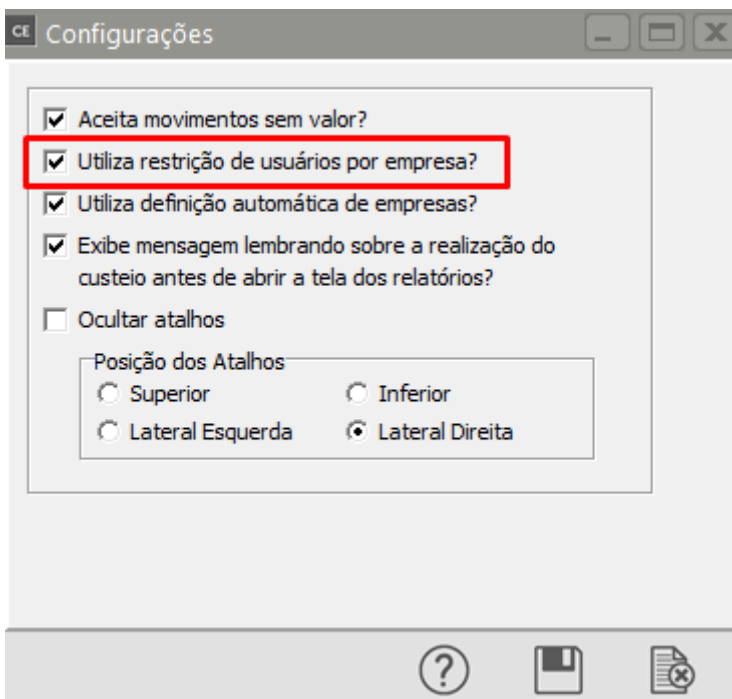 CE Configurações
Aceita movimentos sem valor?
Utiliza restrição de usuários por empresa?
Utiliza definição automática de empresas?
Exibe mensagem lembrando sobre a realização do
custeio antes de abrir a tela dos relatórios?
Ocultar atalhos
Posição dos Atalhos
Superior Inferior
Lateral Esquerda Lateral Direita